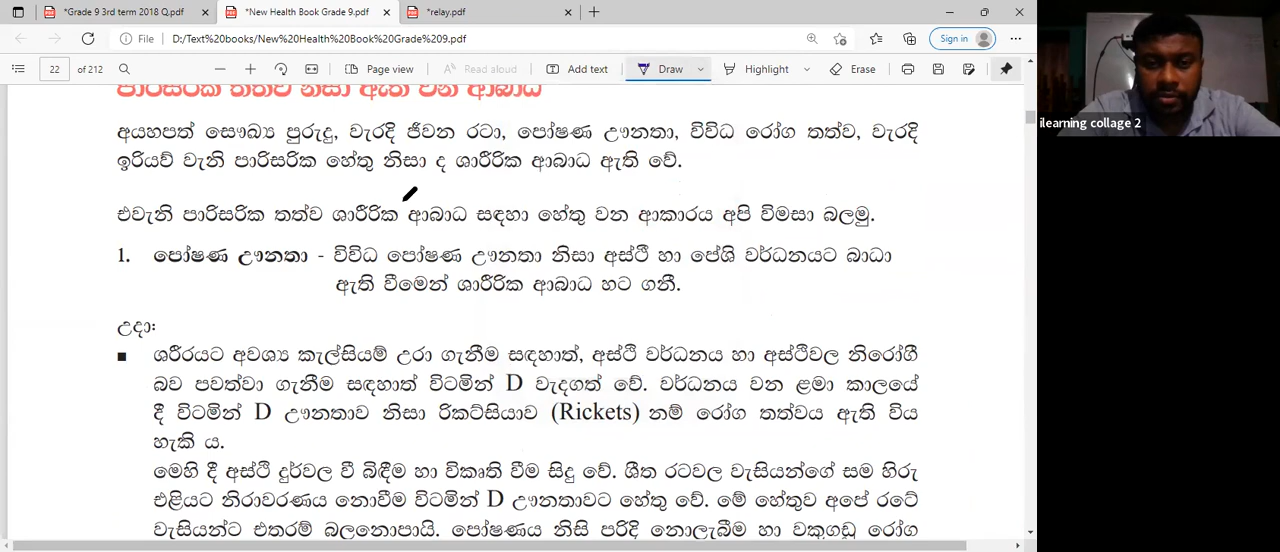 *Grade 9 3rd term 2018 Q.pdf
*New Health Book Grade 9.pdf
*relay.pdf
File
D:/Text%20books/New%20Health%20Book%20Grade%209.pdf
Sign in
22 of 212
Page view
Read aloud
Add text
Draw
Highlight
Erase
ilearning collage 2
පාරිසරික තත්ව නිසා ඇති වන ආබාධ
අයහපත් සෞඛ්‍ය පුරුදු, වැරදි ජීවන රටා, පෝෂණ ඌනතා, විවිධ රෝග තත්ව, වැරදි
ඉරියව් වැනි පාරිසරික හේතු නිසා ද ශාරීරික ආබාධ ඇති වේ.
එවැනි පාරිසරික තත්ව ශාරීරික ආබාධ සඳහා හේතු වන ආකාරය අපි විමසා බලමු.
1. පෝෂණ ඌනතා - විවිධ පෝෂණ ඌනතා නිසා අස්ථි හා පේශි වර්ධනයට බාධා
ඇති වීමෙන් ශාරීරික ආබාධ හට ගනී.
උදා:
■ ශරීරයට අවශ්‍ය කැල්සියම් උරා ගැනීම සඳහාත්, අස්ථි වර්ධනය හා අස්ථිවල නිරෝගී
බව පවත්වා ගැනීම සඳහාත් විටමින් D වැදගත් වේ. වර්ධනය වන ළමා කාලයේ
දී විටමින් D ඌනතාව නිසා රිකට්සියාව (Rickets) නම් රෝග තත්වය ඇති විය
හැකි ය.
මෙහි දී අස්ථි දුර්වල වී බිඳීම හා විකෘති වීම සිදු වේ. ශීත රටවල වැසියන්ගේ සම හිරු
එළියට නිරාවරණය නොවීම විටමින් D ඌනතාවට හේතු වේ. මේ හේතුව අපේ රටේ
වැසියන්ට එතරම් බලනොපායි. පෝෂණය නිසි පරිදි නොලැබීම හා වකුගඩු රෝග